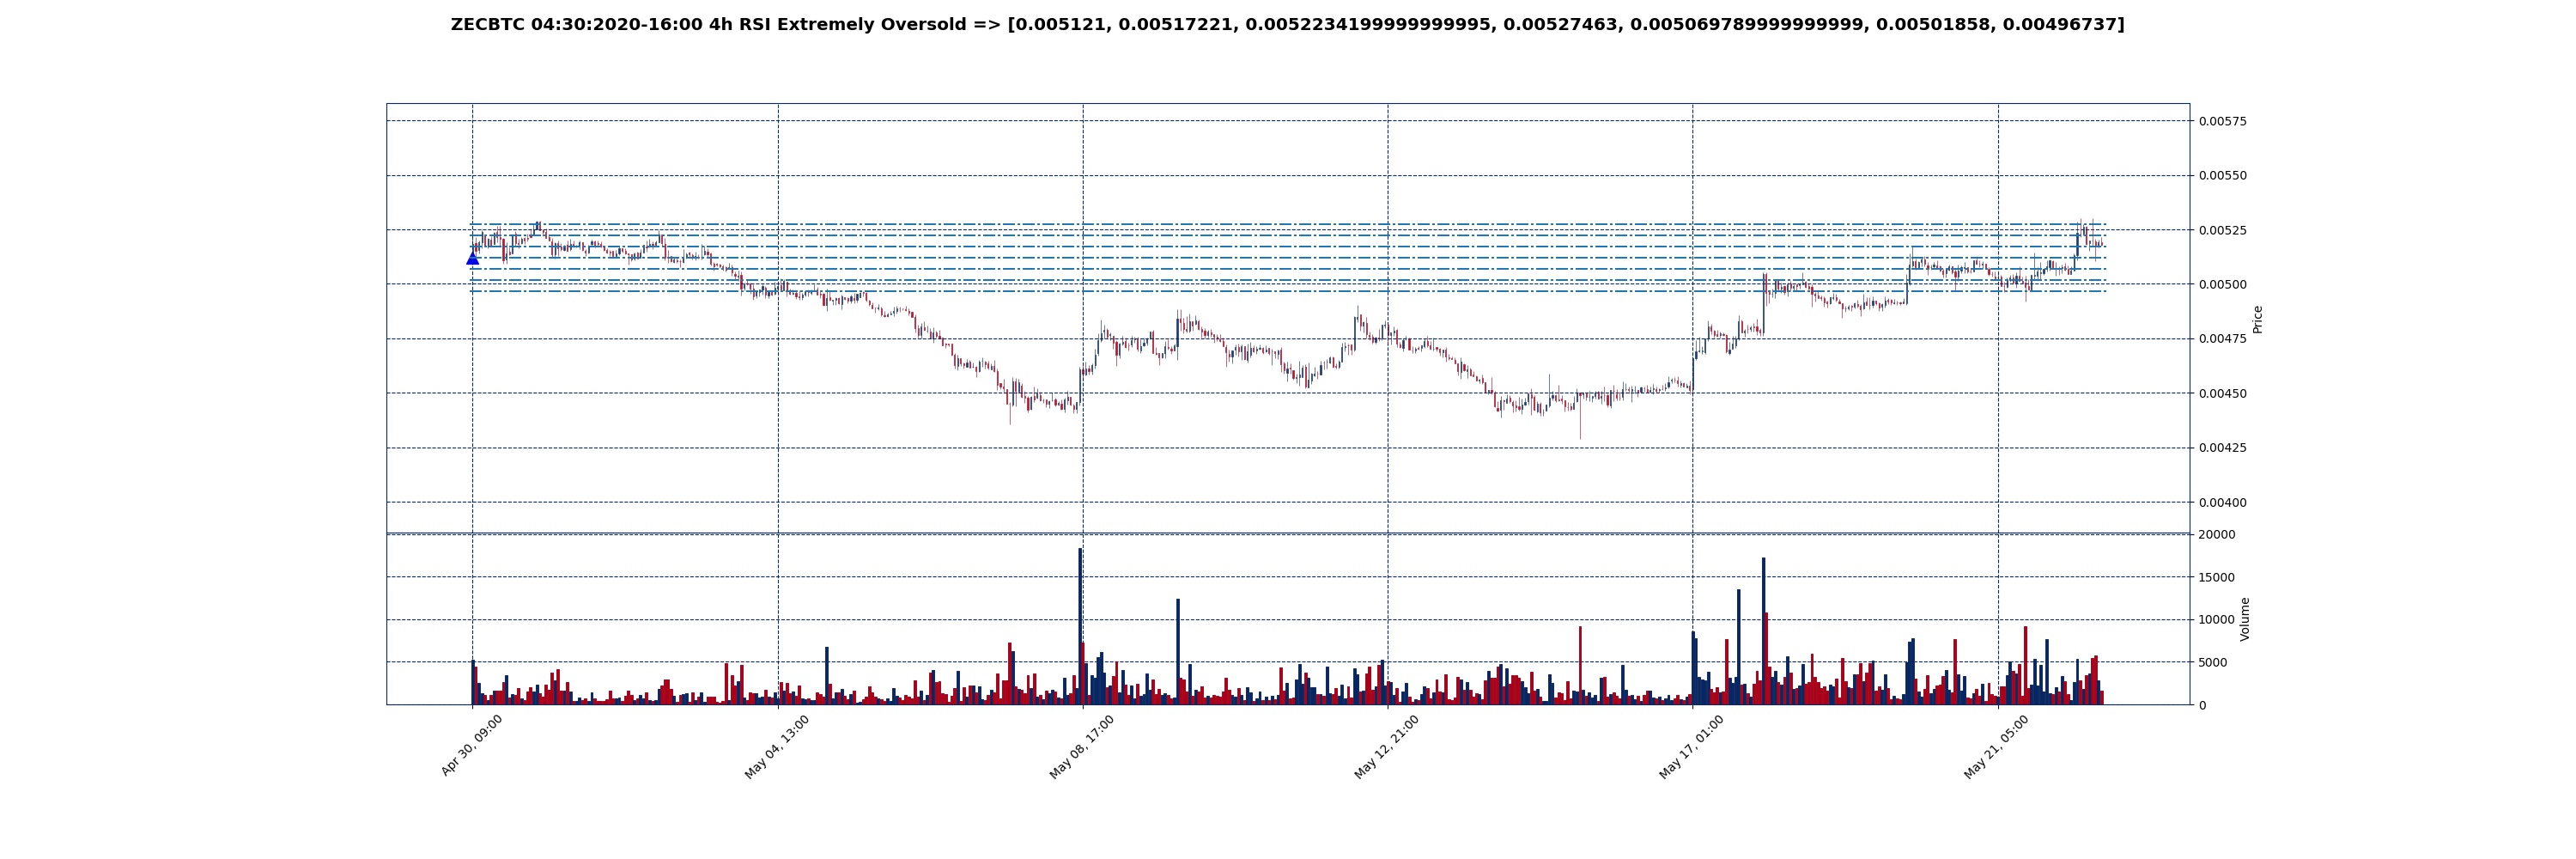 ZECBTC 04:30:2020-16:00 4h RSI Extremely Oversold => [0.005121, 0.00517221, 0.0052234199999999995, 0.00527463, 0.005069789999999999, 0.00501858, 0.00496737]
0.00575
0.00550
0.00525
0.00500
0.00475
0.00450
0.00425
0.00400
Price
20000
15000
10000
5000
0
Volume
Apr 30, 09:00
May 04, 13:00
May 08, 17:00
May 12, 21:00
May 17, 01:00
May 21, 05:00